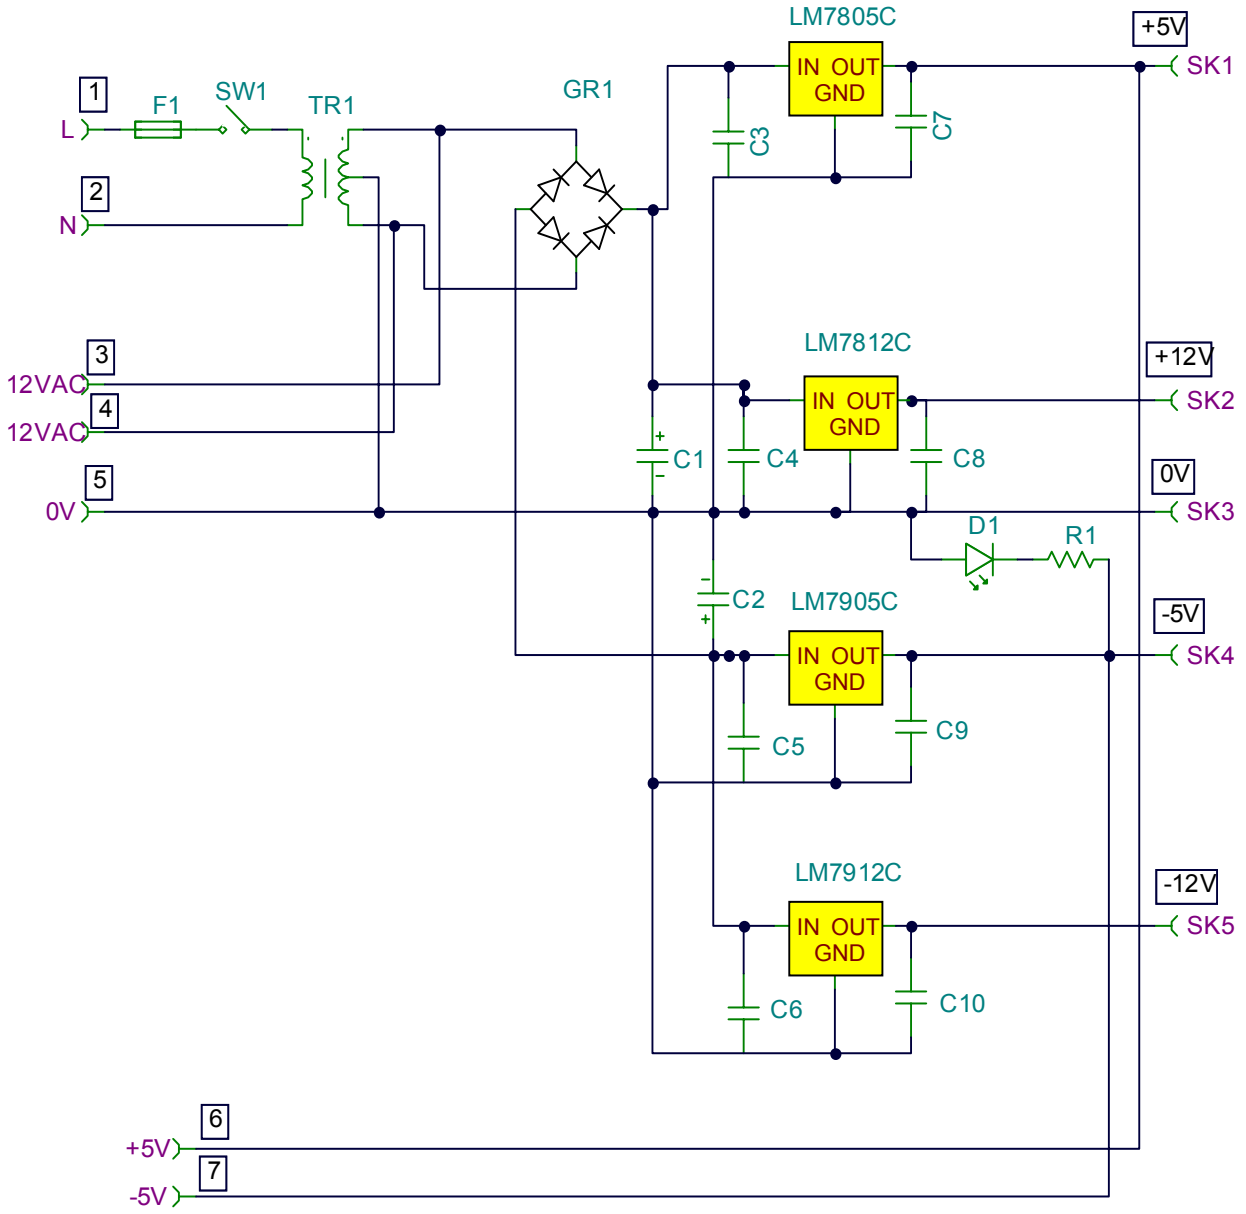 LM7805C
+5V
IN OUT
GND
SK1
GR1
1
F1
SW1
TR1
L
C3
C7
2
N
LM7812C
+12V
3
12VAC
IN OUT
GND
SK2
4
12VAC
+
C1
−
C4
C8
5
0V
0V
SK3
D1
R1
−
C2
+
LM7905C
-5V
IN OUT
GND
SK4
C5
C9
LM7912C
-12V
IN OUT
GND
SK5
C6
C10
6
+5V
7
-5V